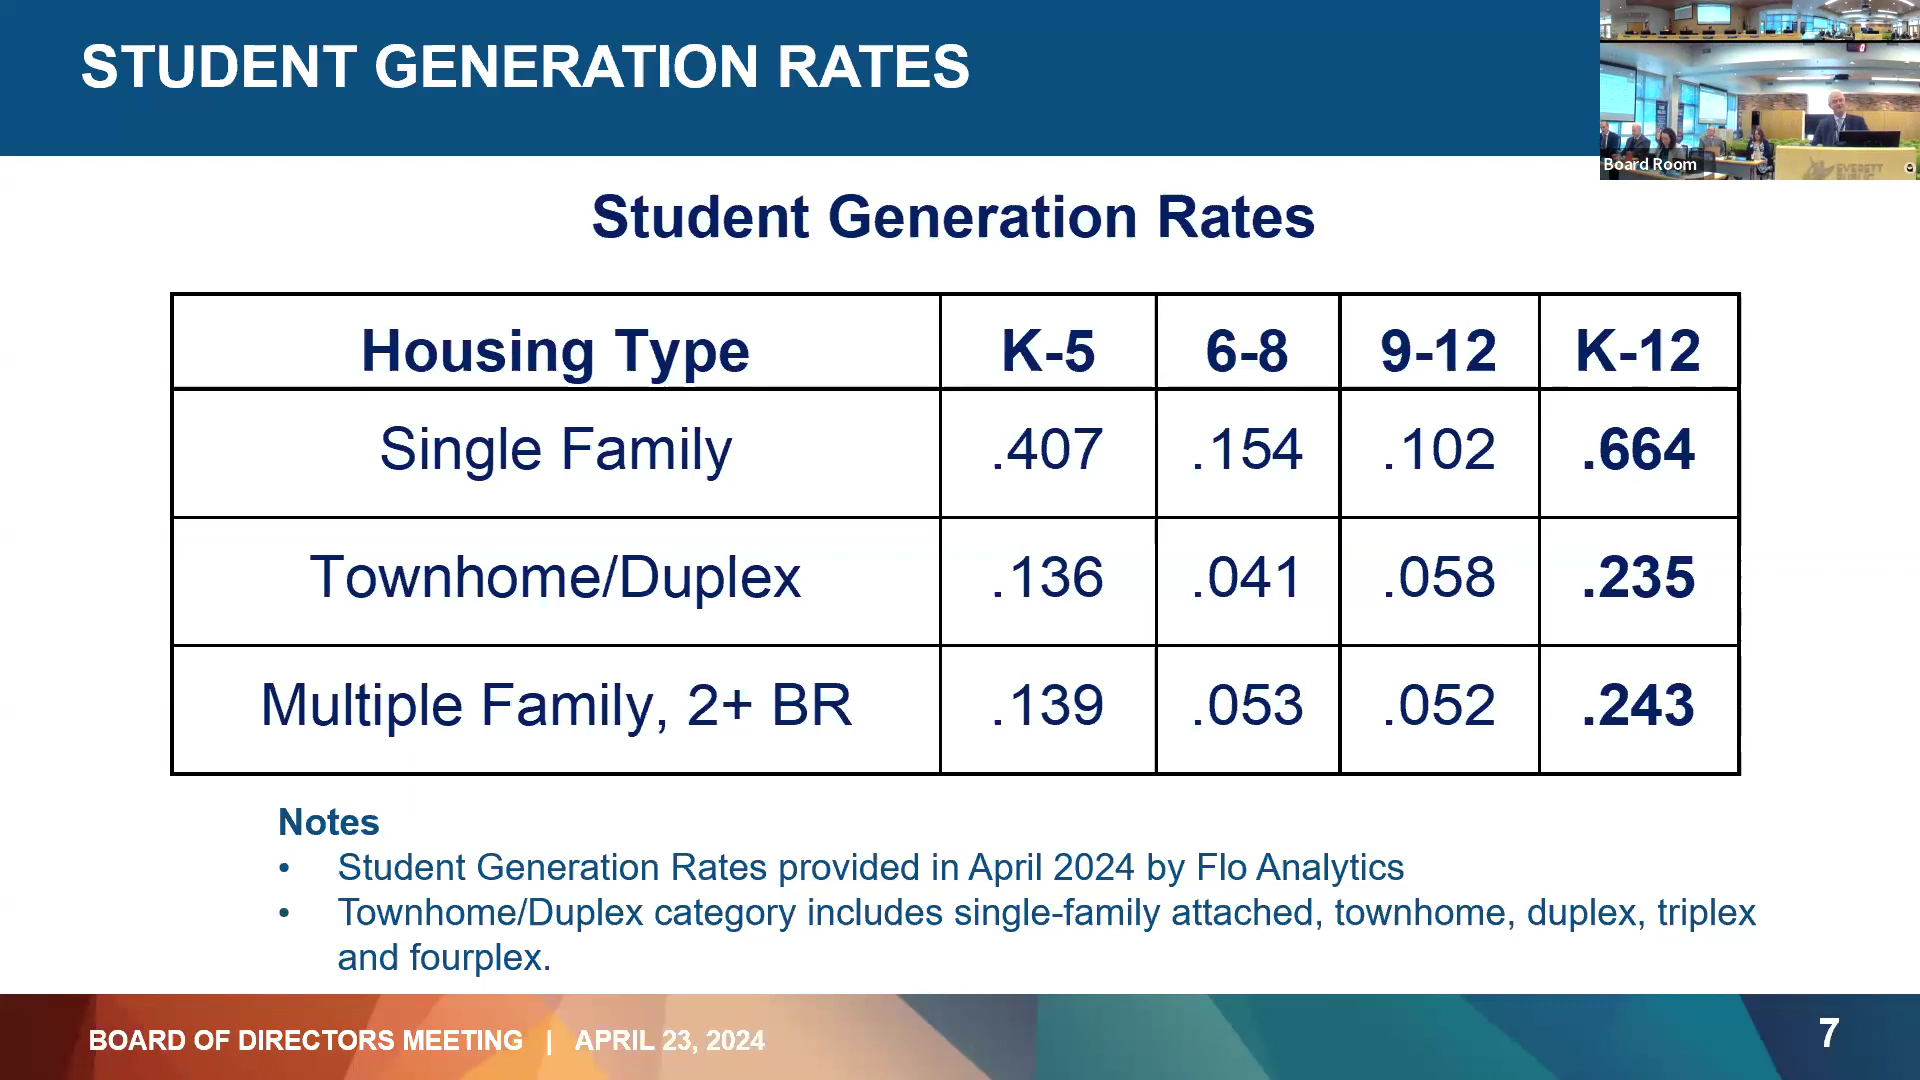 STUDENT GENERATION RATES
Board Room
EVERETT
PUBLIC
Student Generation Rates
Housing Type K-5 6-8 9-12 K-12
Single Family .407 .154 .102 .664
Townhome/Duplex .136 .041 .058 .235
Multiple Family, 2+ BR .139 .053 .052 .243
Notes
• Student Generation Rates provided in April 2024 by Flo Analytics
• Townhome/Duplex category includes single-family attached, townhome, duplex, triplex
and fourplex.
BOARD OF DIRECTORS MEETING | APRIL 23, 2024
7